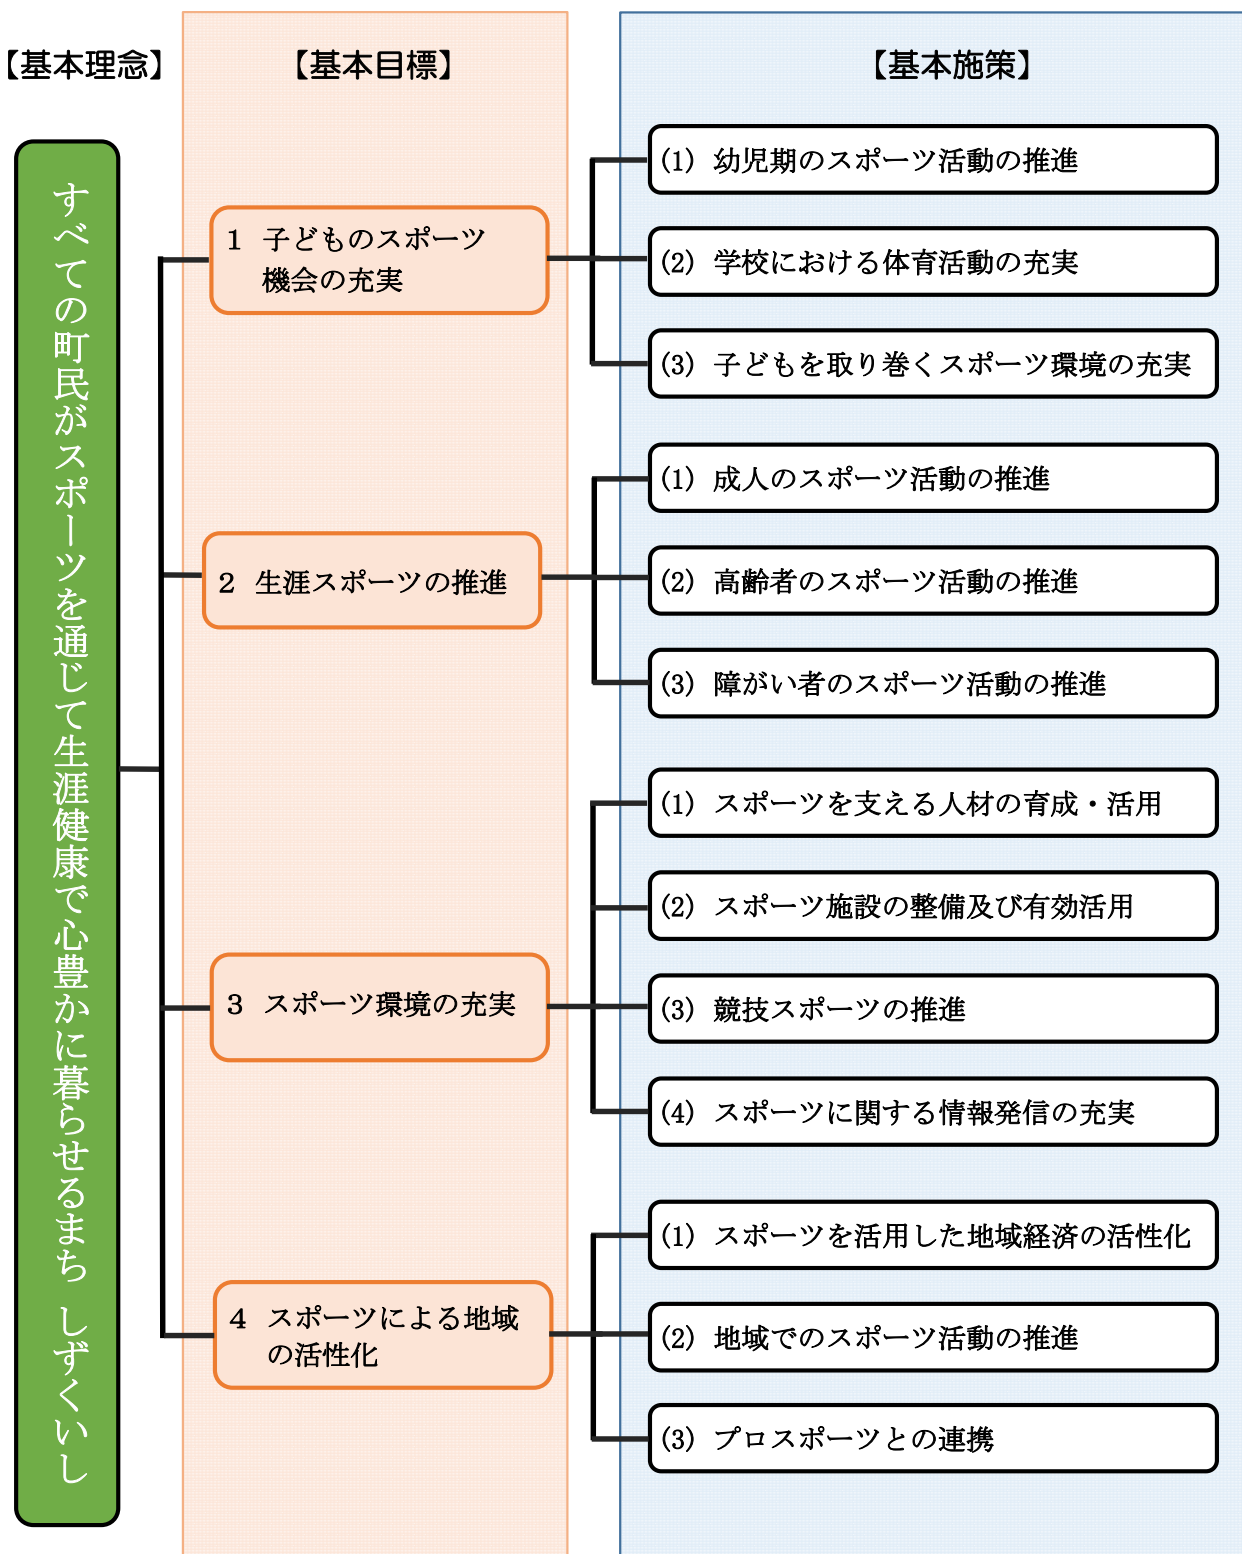 【基本理念】
【基本目標】
【基本施策】
すべての町民がスポーツを通じて生涯健康で心豊かに暮らせるまち しずくいし
1 子どものスポーツ
機会の充実
(1) 幼児期のスポーツ活動の推進
(2) 学校における体育活動の充実
(3) 子どもを取り巻くスポーツ環境の充実
2 生涯スポーツの推進
(1) 成人のスポーツ活動の推進
(2) 高齢者のスポーツ活動の推進
(3) 障がい者のスポーツ活動の推進
3 スポーツ環境の充実
(1) スポーツを支える人材の育成・活用
(2) スポーツ施設の整備及び有効活用
(3) 競技スポーツの推進
(4) スポーツに関する情報発信の充実
4 スポーツによる地域
の活性化
(1) スポーツを活用した地域経済の活性化
(2) 地域でのスポーツ活動の推進
(3) プロスポーツとの連携